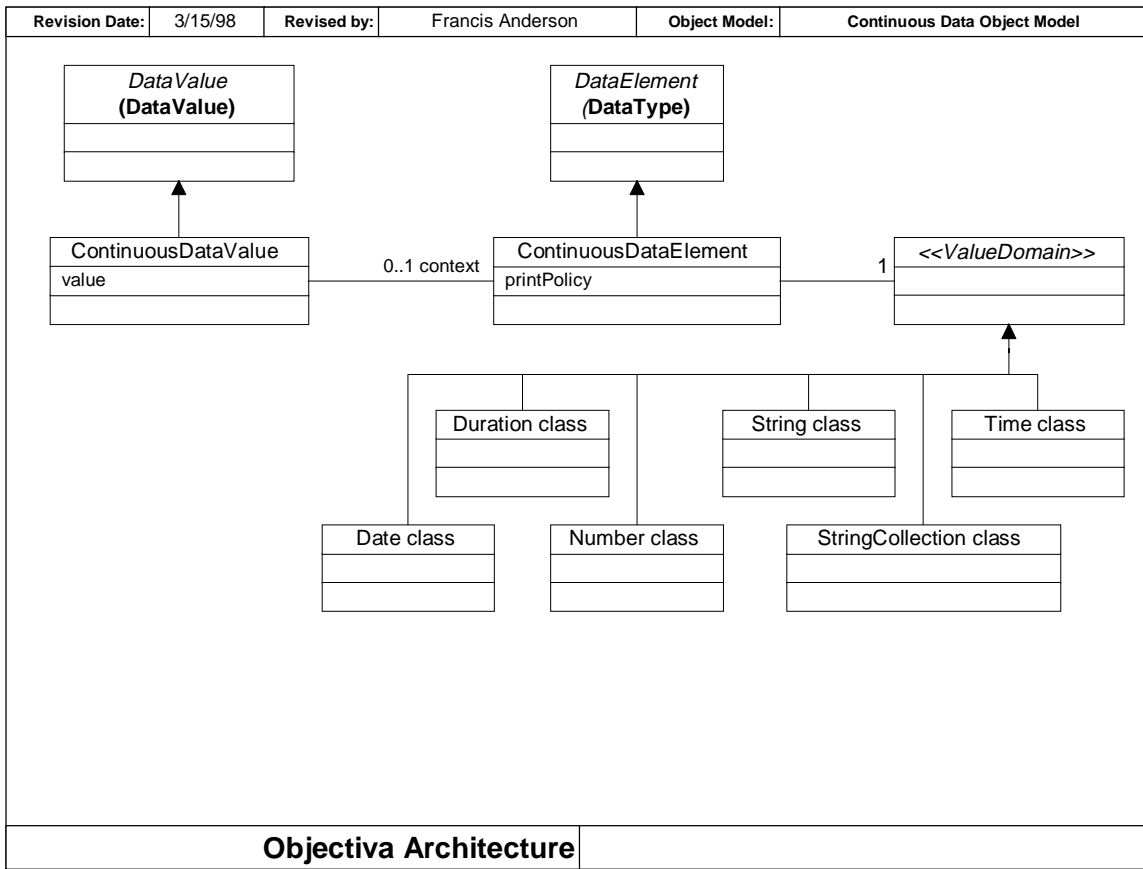 Revision Date: 3/15/98 Revised by: Francis Anderson Object Model: Continuous Data Object Model
DataValue
(DataValue)
DataElement
(DataType)
ContinuousDataValue
value
0..1 context
ContinuousDataElement
printPolicy
1
<<ValueDomain>>
Duration class
String class
Time class
Date class
Number class
StringCollection class
Objectiva Architecture